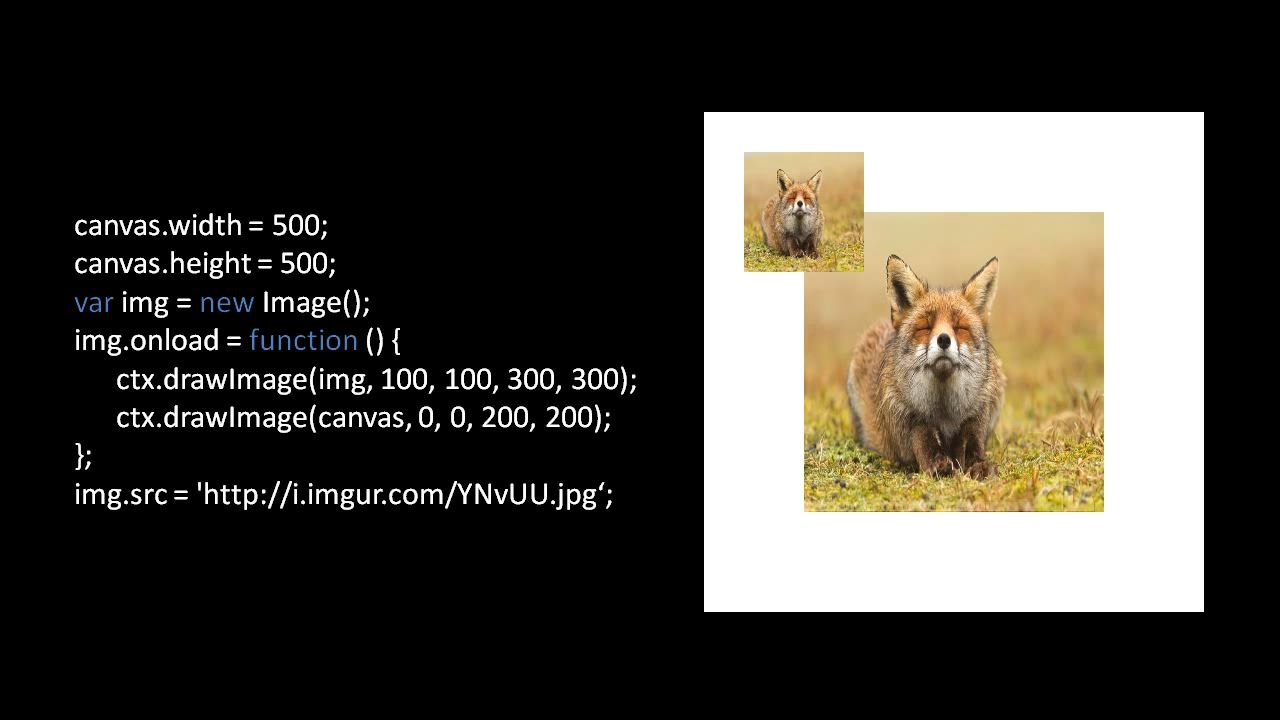 canvas.width = 500;
canvas.height = 500;
var img = new Image();
img.onload = function () {
ctx.drawImage(img, 100, 100, 300, 300);
ctx.drawImage(canvas, 0, 0, 200, 200);
};
img.src = 'http://i.imgur.com/YNvUU.jpg‘;